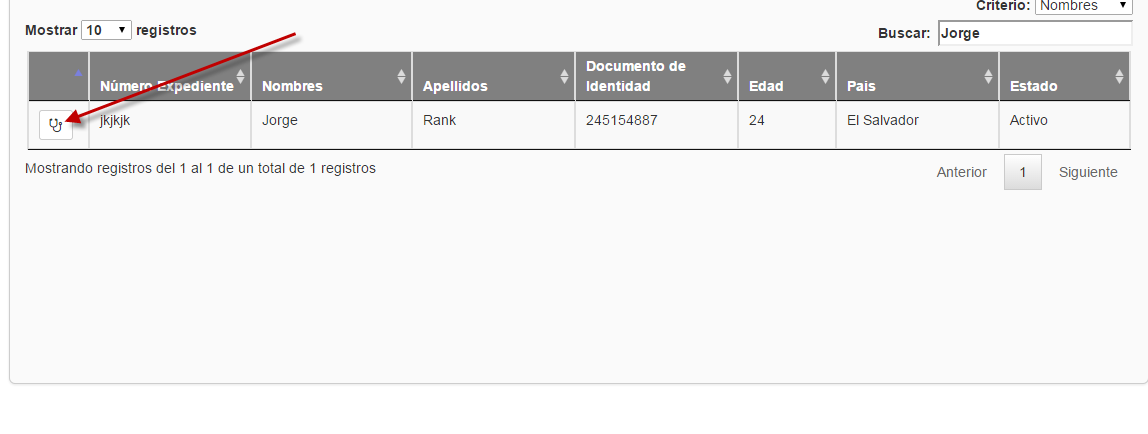 Criterio: Nombres
Mostrar 10 registros
Buscar: Jorge
Número Expediente Nombres Apellidos Documento de Identidad Edad País Estado
jkjkjk Jorge Rank 245154887 24 El Salvador Activo
Mostrando registros del 1 al 1 de un total de 1 registros
Anterior 1 Siguiente